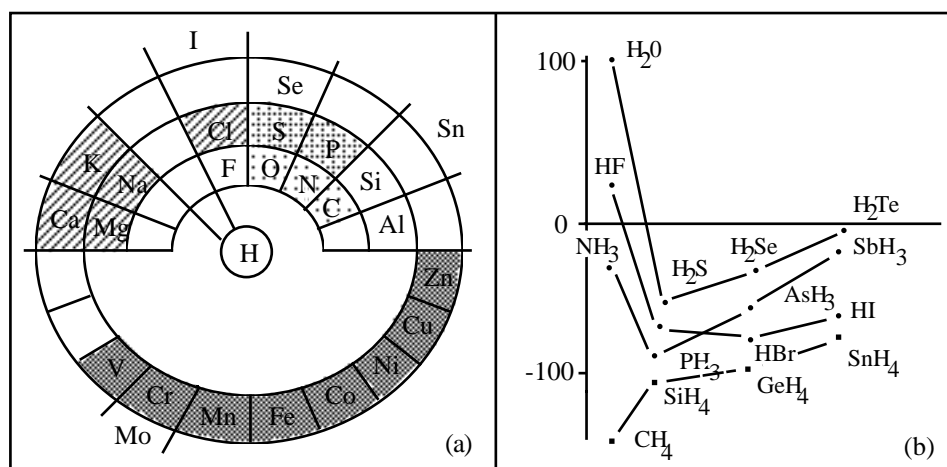 I
Se
Sn
Cl
S
P
K
Na
F
O
N
Si
C
Ca
Mg
H
Al
Zn
Cu
V
Ni
Cr
Co
Mn
Fe
Mo
(a)
100
H20
HF
0
H2Te
NH3
H2S
H2Se
SbH3
AsH3
HI
-100
PH3
HBr
SnH4
SiH4
GeH4
CH4
(b)